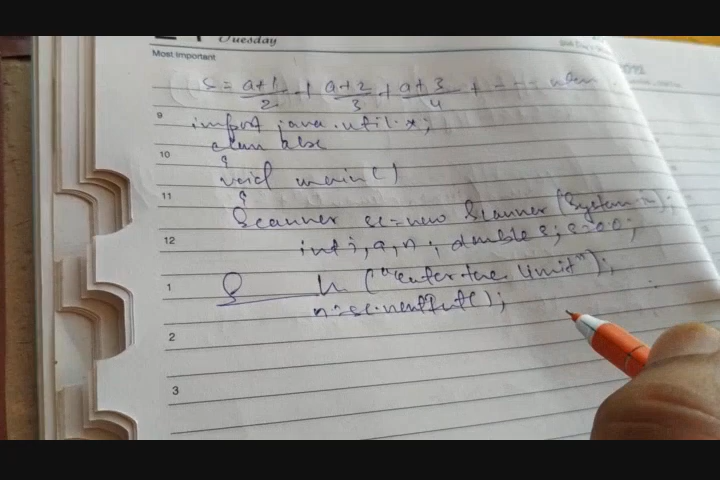 Tuesday
Most Important
S = a+1/2 + a+2/3 + a+3/4 + - - -
9
import java.util.*;
class abc
10
{
void main()
11
{
Scanner sc=new Scanner(System.in);
12
int i,a,n; double s; s=0.0;
1
("enter the limit");
n=sc.nextInt();
2
3